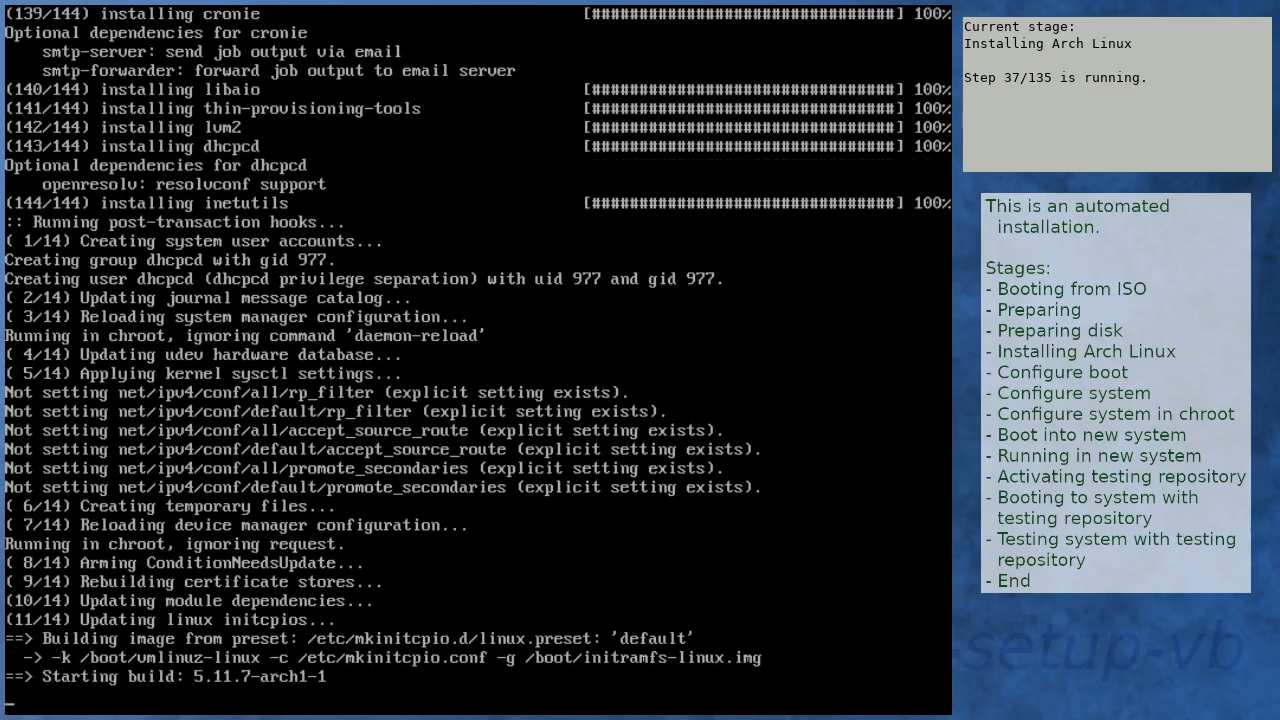 (139/144) installing cronie [################################] 100%
Optional dependencies for cronie
smtp-server: send job output via email
smtp-forwarder: forward job output to email server
(140/144) installing libaio [################################] 100%
(141/144) installing thin-provisioning-tools [################################] 100%
(142/144) installing lvm2 [################################] 100%
(143/144) installing dhcpcd [################################] 100%
Optional dependencies for dhcpcd
openresolv: resolvconf support
(144/144) installing inetutils [################################] 100%
:: Running post-transaction hooks...
( 1/14) Creating system user accounts...
Creating group dhcpcd with gid 977.
Creating user dhcpcd (dhcpcd privilege separation) with uid 977 and gid 977.
( 2/14) Updating journal message catalog...
( 3/14) Reloading system manager configuration...
Running in chroot, ignoring command 'daemon-reload'
( 4/14) Updating udev hardware database...
( 5/14) Applying kernel sysctl settings...
Not setting net/ipv4/conf/all/rp_filter (explicit setting exists).
Not setting net/ipv4/conf/default/rp_filter (explicit setting exists).
Not setting net/ipv4/conf/all/accept_source_route (explicit setting exists).
Not setting net/ipv4/conf/default/accept_source_route (explicit setting exists).
Not setting net/ipv4/conf/all/promote_secondaries (explicit setting exists).
Not setting net/ipv4/conf/default/promote_secondaries (explicit setting exists).
( 6/14) Creating temporary files...
( 7/14) Reloading device manager configuration...
Running in chroot, ignoring request.
( 8/14) Arming ConditionNeedsUpdate...
( 9/14) Rebuilding certificate stores...
(10/14) Updating module dependencies...
(11/14) Updating linux initcpios...
==> Building image from preset: /etc/mkinitcpio.d/linux.preset: 'default'
-> -k /boot/vmlinuz-linux -c /etc/mkinitcpio.conf -g /boot/initramfs-linux.img
==> Starting build: 5.11.7-arch1-1
_
Current stage:
Installing Arch Linux
Step 37/135 is running.
This is an automated
installation.
Stages:
- Booting from ISO
- Preparing
- Preparing disk
- Installing Arch Linux
- Configure boot
- Configure system
- Configure system in chroot
- Boot into new system
- Running in new system
- Activating testing repository
- Booting to system with
testing repository
- Testing system with testing
repository
- End
-setup-vb